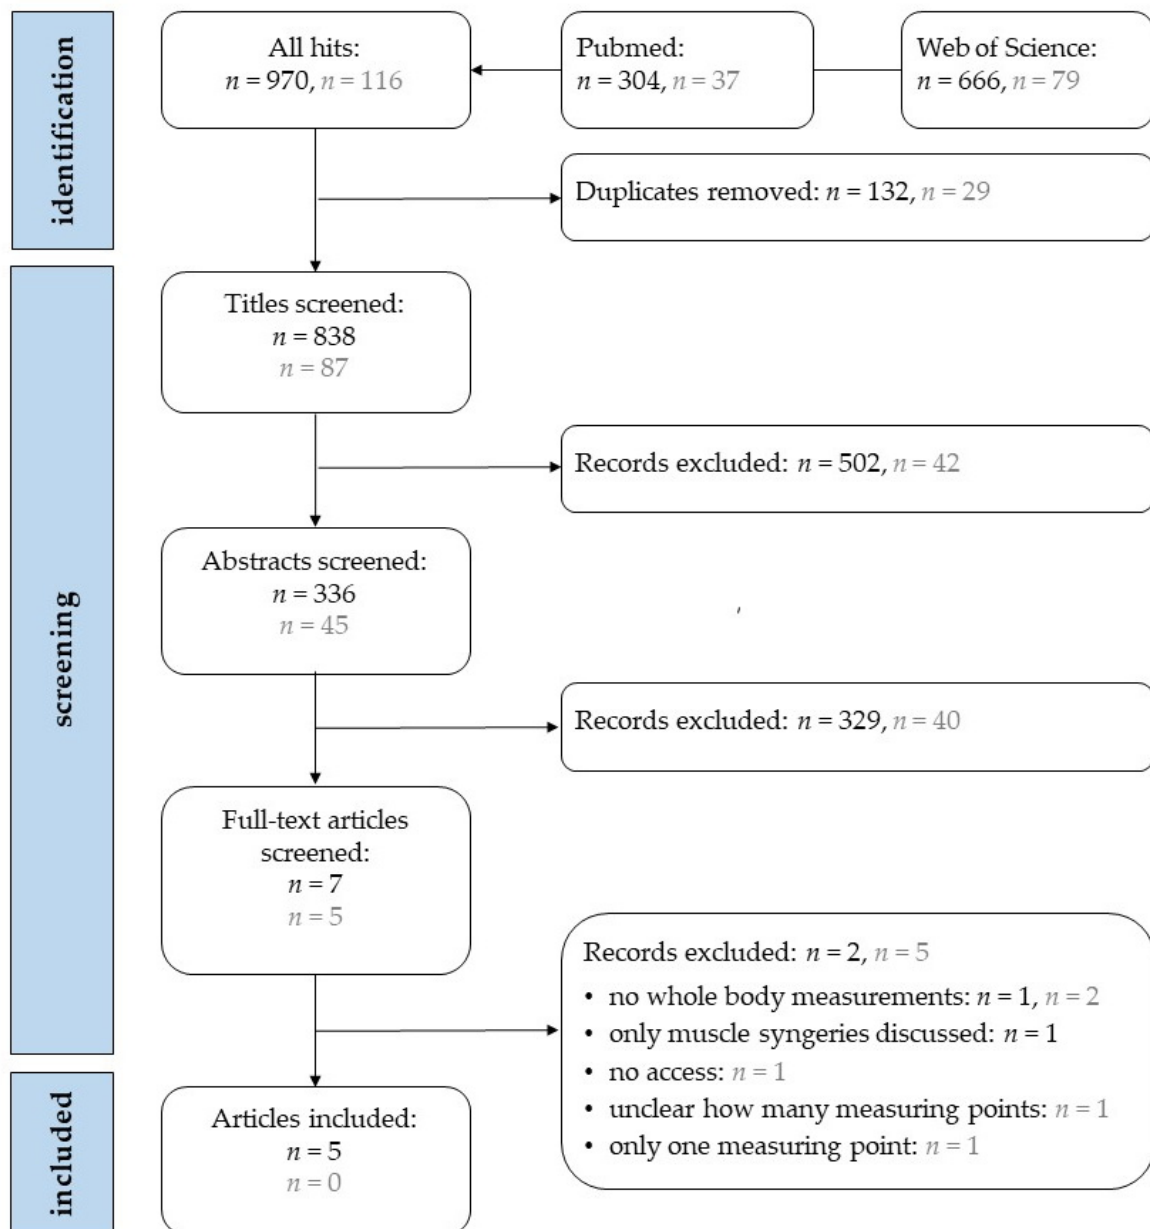 identification
All hits:
n = 970, n = 116
Pubmed:
n = 304, n = 37
Web of Science:
n = 666, n = 79
Duplicates removed: n = 132, n = 29
screening
Titles screened:
n = 838
n = 87
Records excluded: n = 502, n = 42
Abstracts screened:
n = 336
n = 45
Records excluded: n = 329, n = 40
Full-text articles
screened:
n = 7
n = 5
Records excluded: n = 2, n = 5
• no whole body measurements: n = 1, n = 2
• only muscle syngeries discussed: n = 1
• no access: n = 1
• unclear how many measuring points: n = 1
• only one measuring point: n = 1
included
Articles included:
n = 5
n = 0